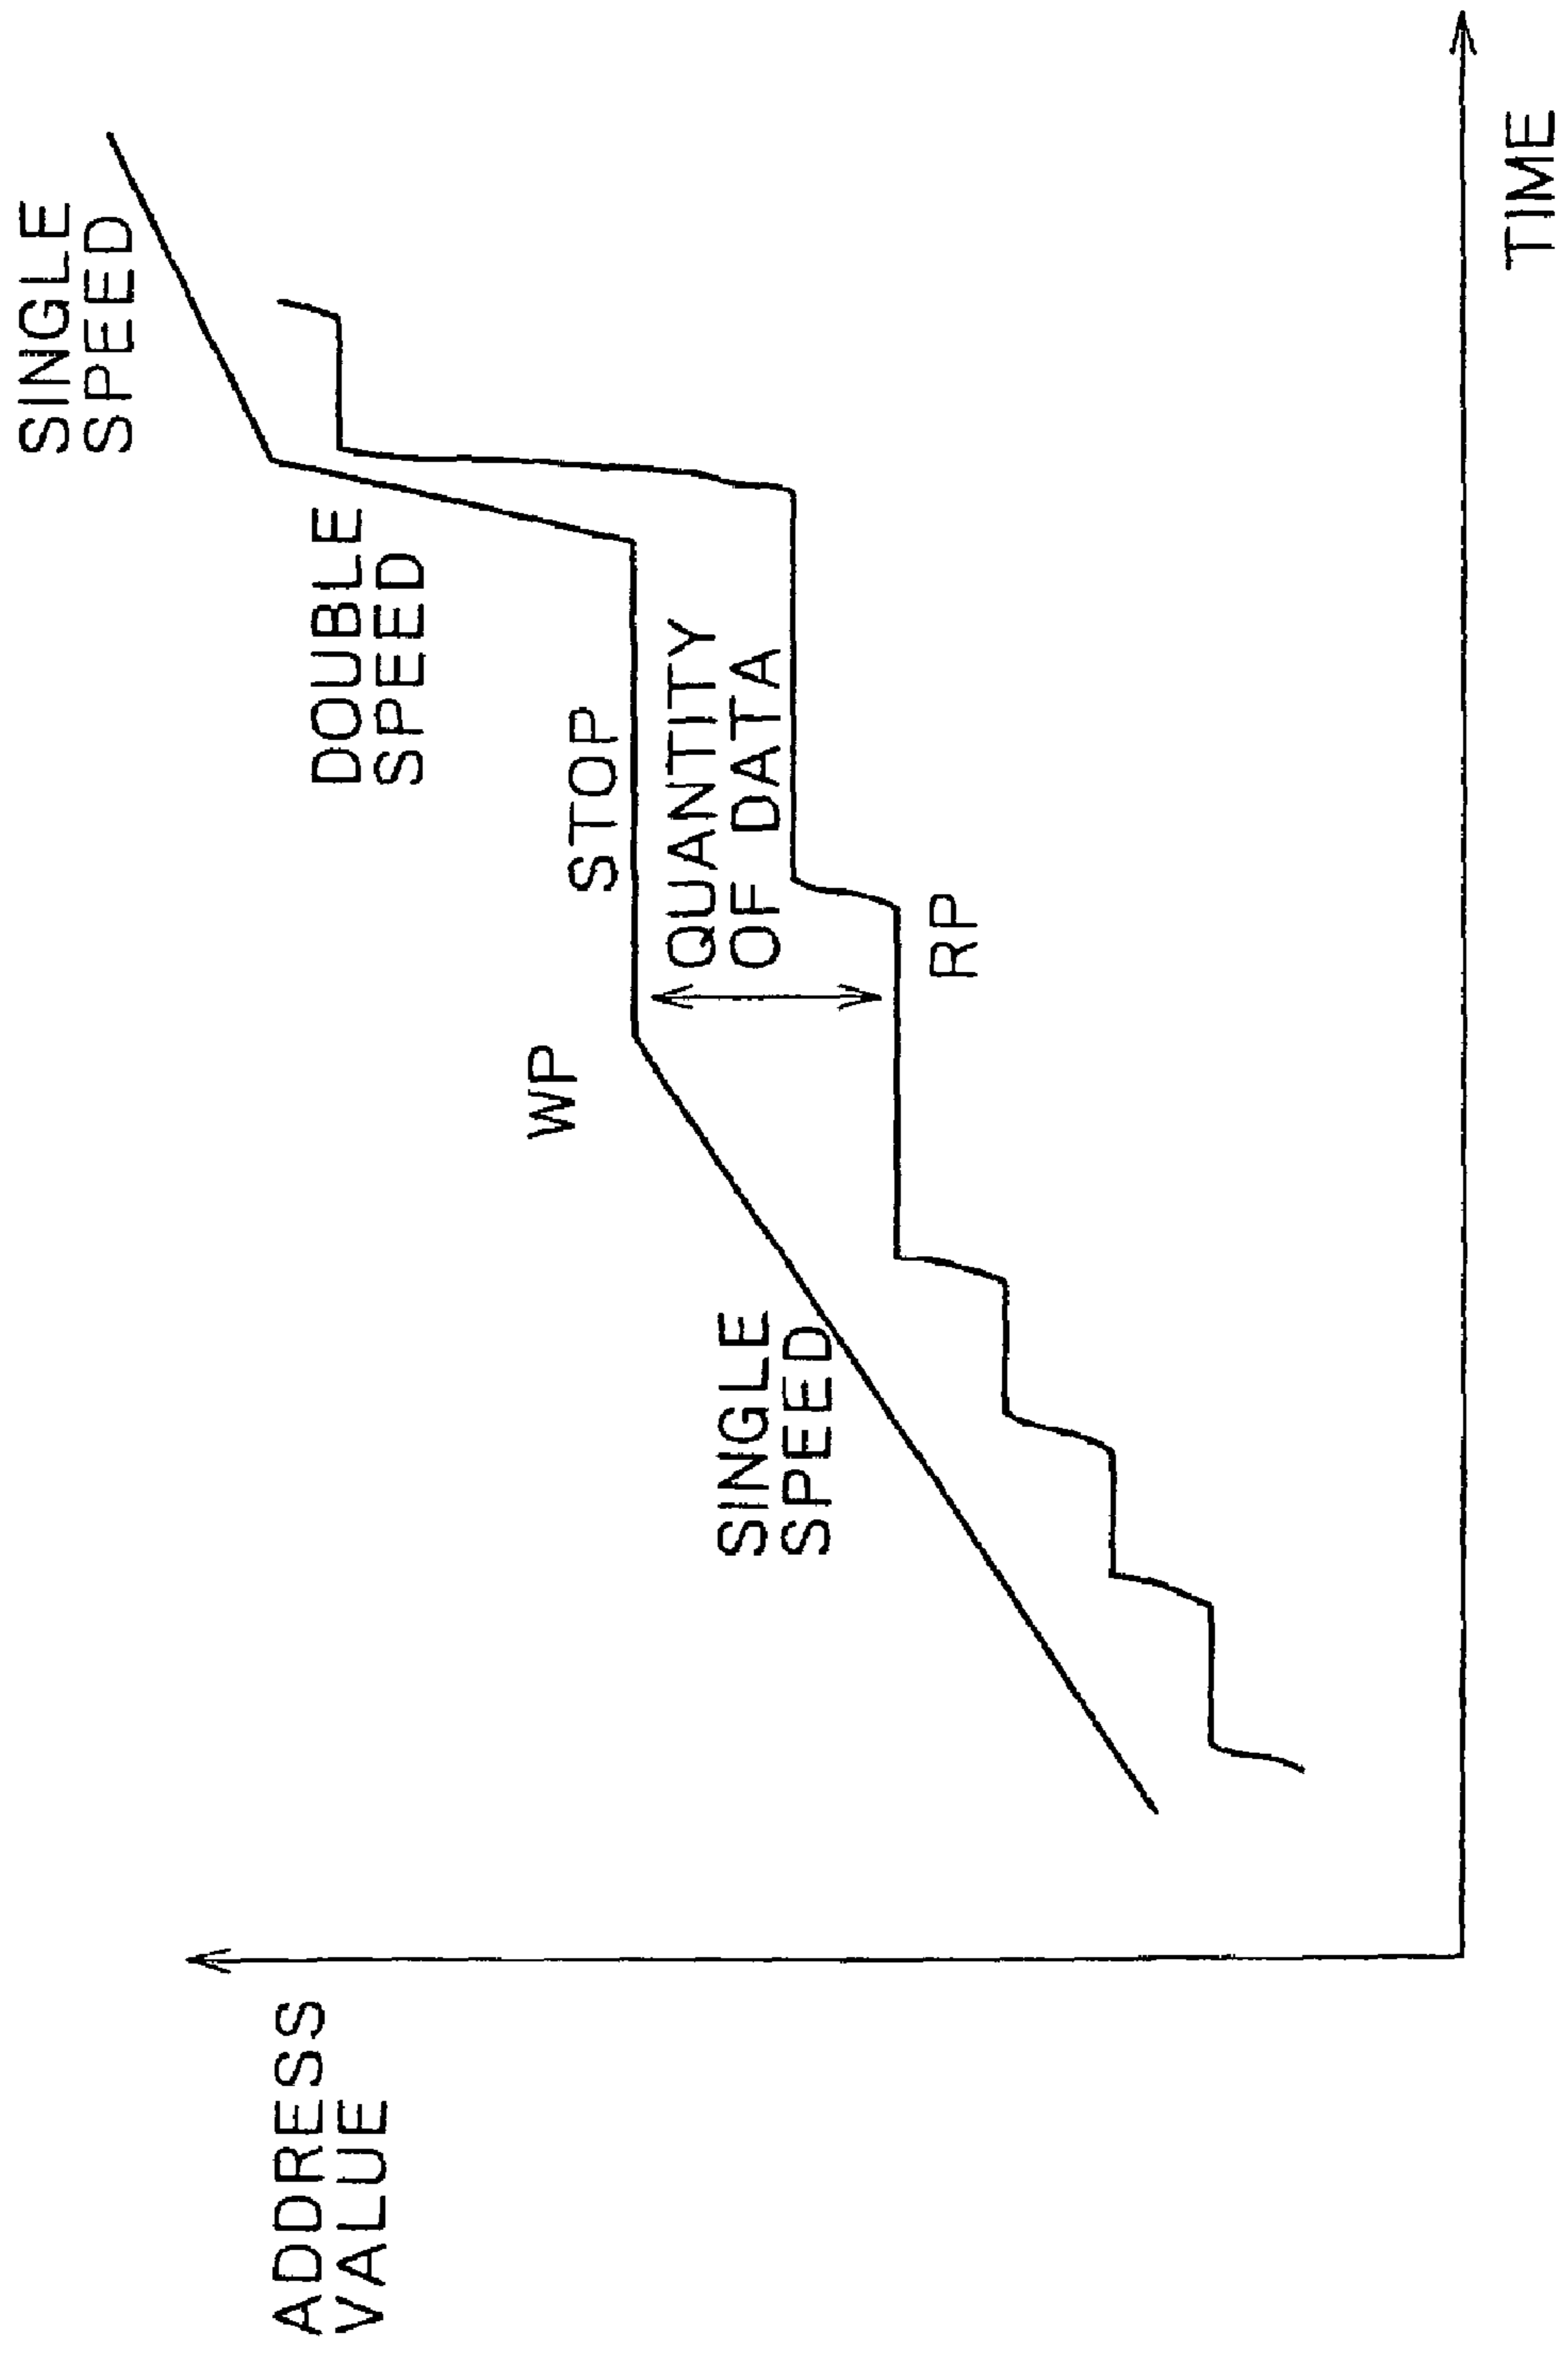 ADDRESS
VALUE
SINGLE
SPEED
WP
STOP
DOUBLE
SPEED
SINGLE
SPEED
QUANTITY
OF DATA
RP
TIME